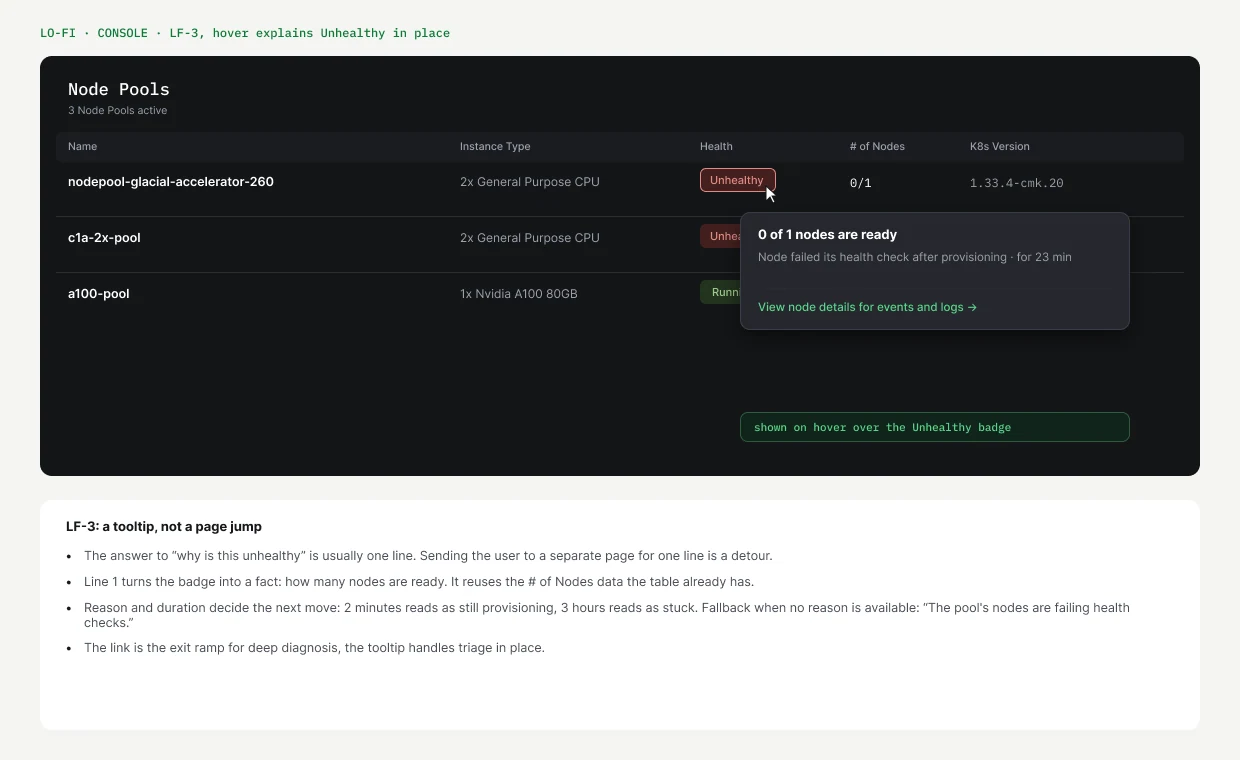 LO-FI · CONSOLE · LF-3, hover explains Unhealthy in place
Node Pools
3 Node Pools active
Name Instance Type Health # of Nodes K8s Version
nodepool-glacial-accelerator-260 2x General Purpose CPU Unhealthy 0/1 1.33.4-cmk.20
c1a-2x-pool 2x General Purpose CPU Unhea
a100-pool 1x Nvidia A100 80GB Runni
0 of 1 nodes are ready
Node failed its health check after provisioning · for 23 min
View node details for events and logs →
shown on hover over the Unhealthy badge
LF-3: a tooltip, not a page jump
• The answer to “why is this unhealthy” is usually one line. Sending the user to a separate page for one line is a detour.
• Line 1 turns the badge into a fact: how many nodes are ready. It reuses the # of Nodes data the table already has.
• Reason and duration decide the next move: 2 minutes reads as still provisioning, 3 hours reads as stuck. Fallback when no reason is available: “The pool's nodes are failing health
checks.”
• The link is the exit ramp for deep diagnosis, the tooltip handles triage in place.